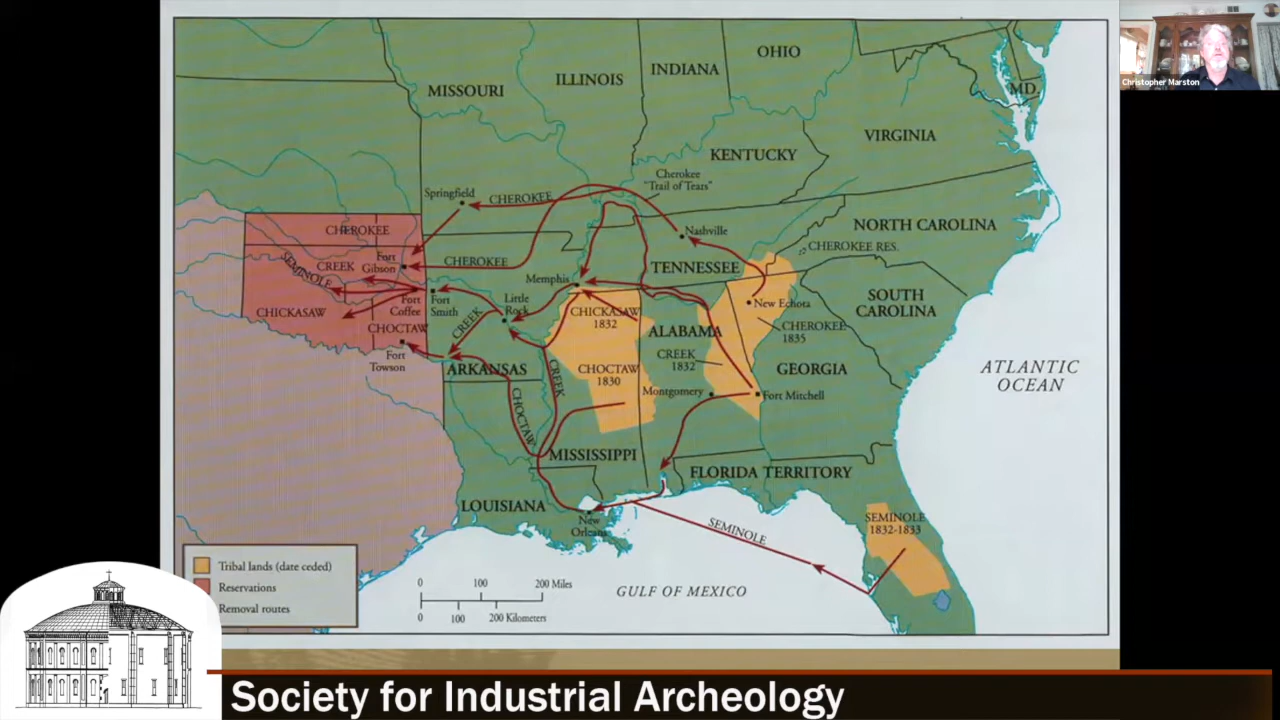 Christopher Marston
OHIO
INDIANA
ILLINOIS
MISSOURI
MD.
VIRGINIA
KENTUCKY
Cherokee
"Trail of Tears"
Springfield
CHEROKEE
NORTH CAROLINA
CHEROKEE
Nashville
CHEROKEE RES.
Fort
Gibson
CREEK
CHEROKEE
TENNESSEE
SEMINOLE
Memphis
SOUTH
CAROLINA
Fort
Coffee
Fort
Smith
Little
Rock
New Echota
CHICKASAW
CHICKASAW
1832
CHEROKEE
1835
CHOCTAW
CREEK
ALABAMA
Fort
Towson
ARKANSAS
CREEK
1832
GEORGIA
ATLANTIC
OCEAN
CHOCTAW
1830
CREEK
Montgomery
Fort Mitchell
CHOCTAW
MISSISSIPPI
FLORIDA TERRITORY
LOUISIANA
New
Orleans
SEMINOLE
1832-1833
SEMINOLE
Tribal lands (date ceded)
Reservations
Removal routes
0 100 200 Miles
0 100 200 Kilometers
GULF OF MEXICO
Society for Industrial Archeology